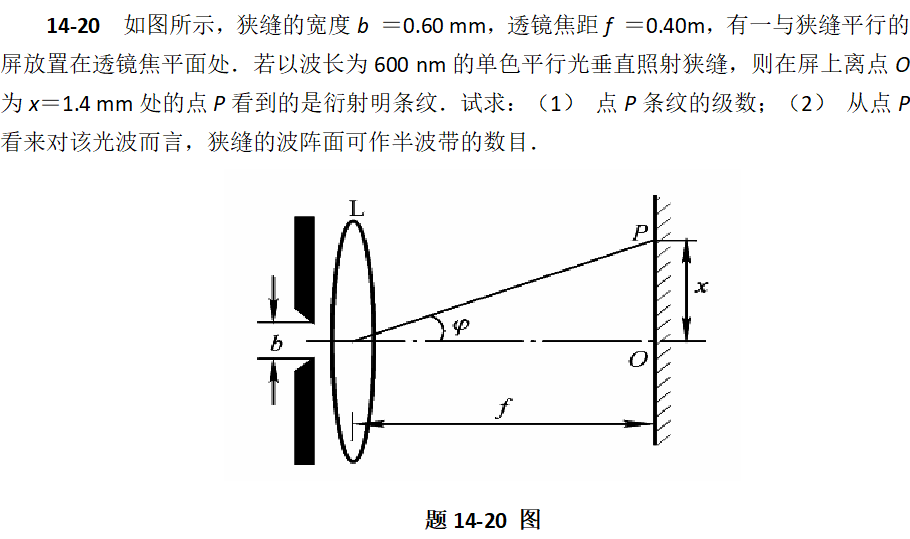 14-20 如图所示，狭缝的宽度 b ＝0.60 mm，透镜焦距 f ＝0.40m，有一与狭缝平行的
屏放置在透镜焦平面处．若以波长为 600 nm 的单色平行光垂直照射狭缝，则在屏上离点 O
为 x＝1.4 mm 处的点 P 看到的是衍射明条纹．试求：（1） 点 P 条纹的级数；（2） 从点 P
看来对该光波而言，狭缝的波阵面可作半波带的数目．
L
P
x
φ
b
O
f
题 14-20 图